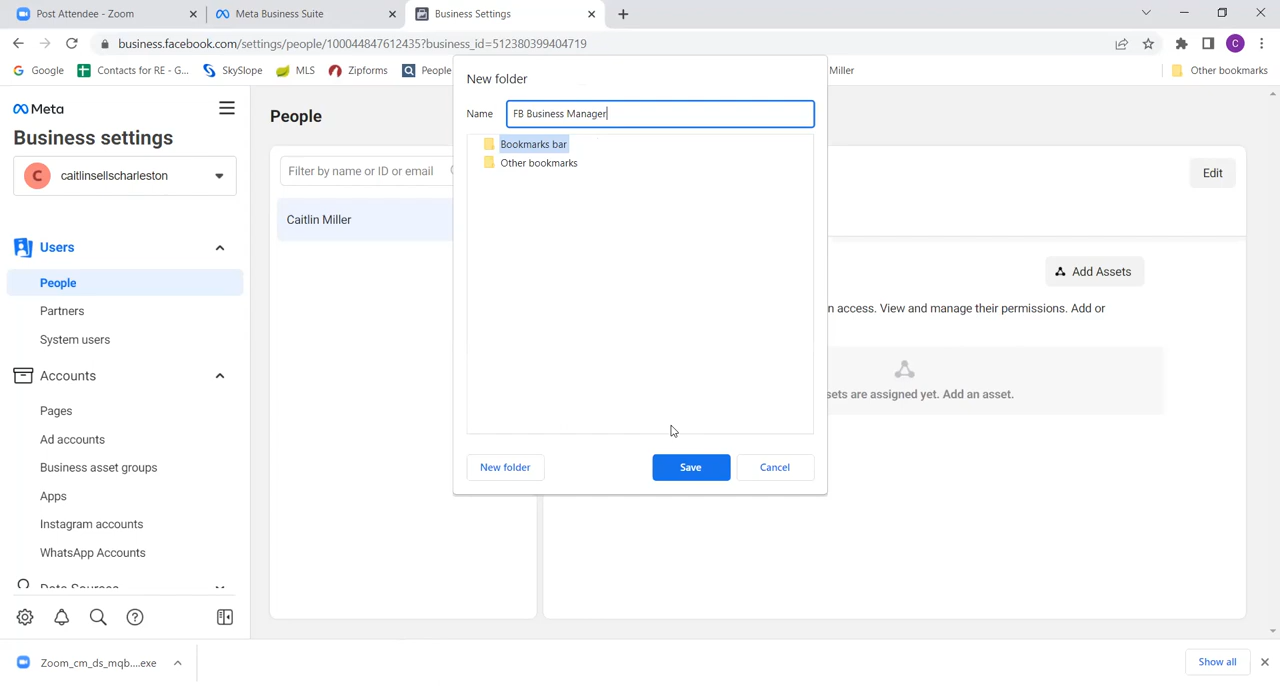 Post Attendee - Zoom
Meta Business Suite
Business Settings
business.facebook.com/settings/people/100044847612435?business_id=512380399404719
C
Google
Contacts for RE - G...
SkySlope
MLS
Zipforms
People
Miller
Other bookmarks
Meta
Business settings
C
caitlinsellscharleston
Users
People
Partners
System users
Accounts
Pages
Ad accounts
Business asset groups
Apps
Instagram accounts
WhatsApp Accounts
Data Sources
People
Filter by name or ID or email
Caitlin Miller
New folder
Name
FB Business Manager
Bookmarks bar
Other bookmarks
New folder
Save
Cancel
Edit
Add Assets
n access. View and manage their permissions. Add or
sets are assigned yet. Add an asset.
Zoom_cm_ds_mqb....exe
Show all